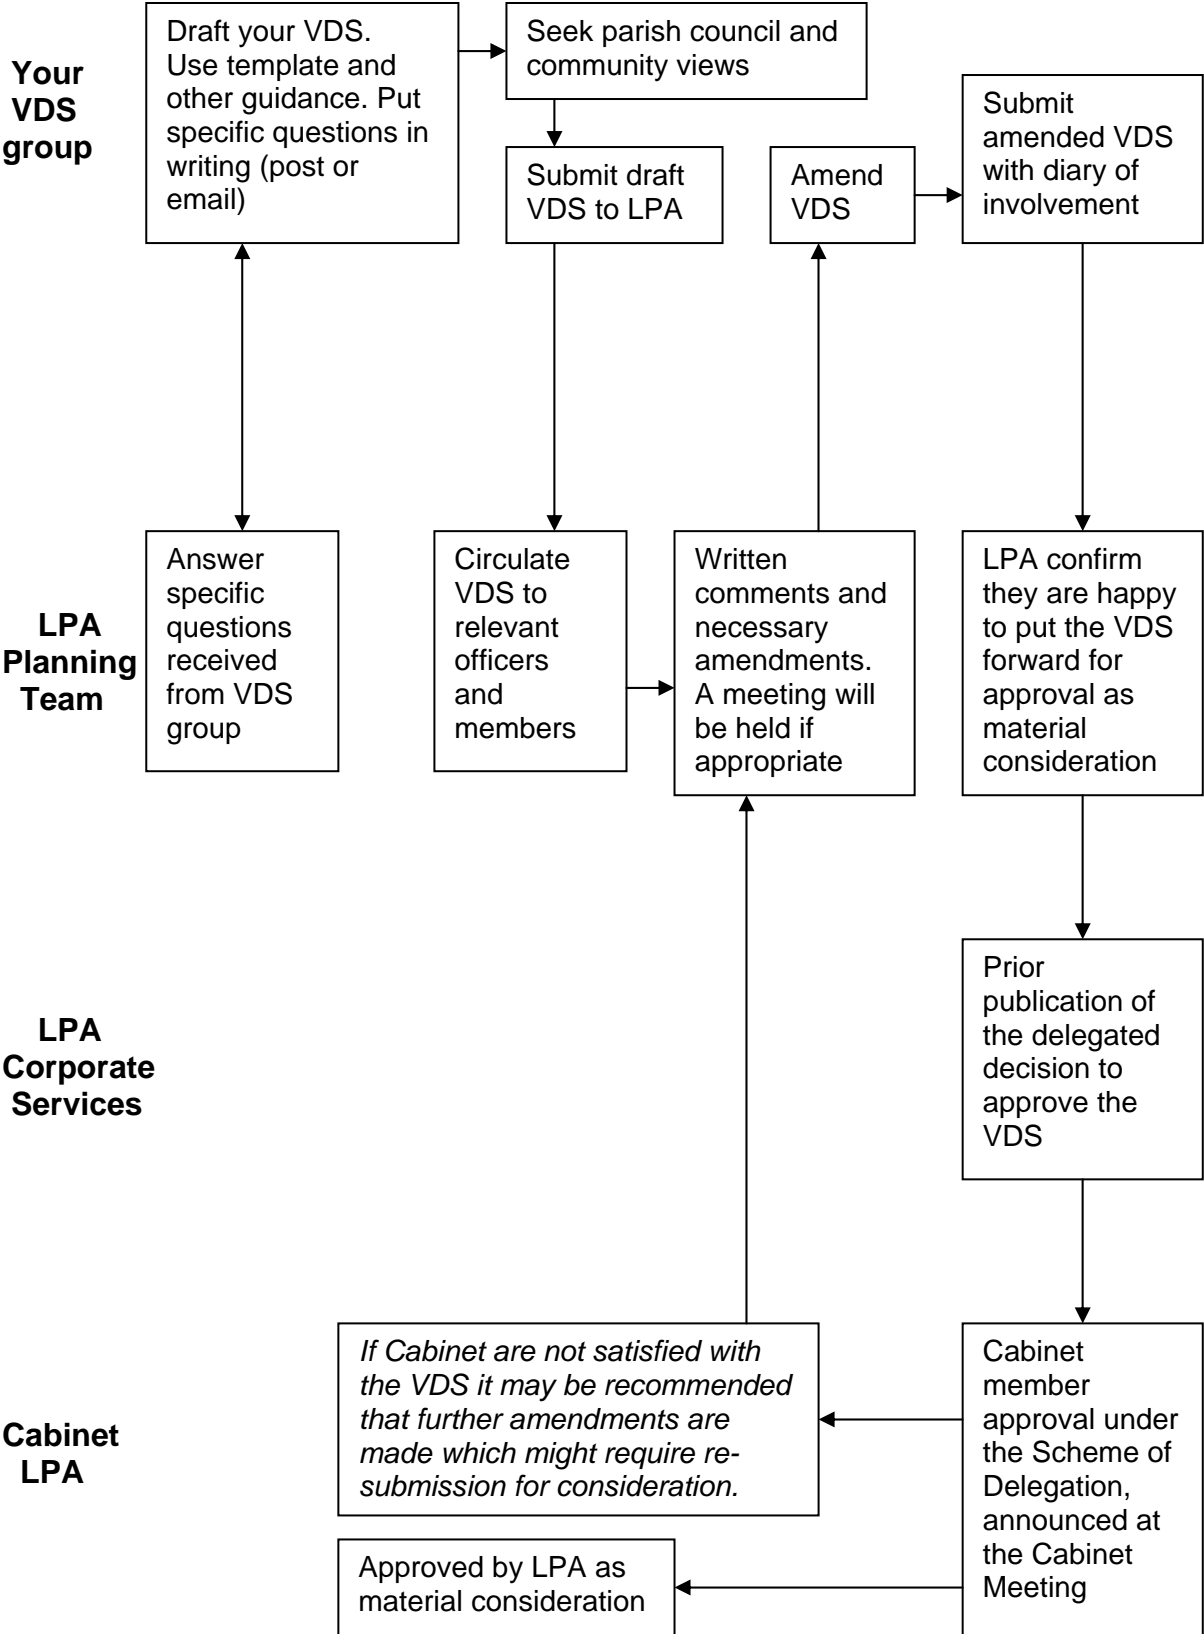 Your
VDS
group
Draft your VDS.
Use template and
other guidance. Put
specific questions in
writing (post or
email)
Seek parish council and
community views
Submit draft
VDS to LPA
Amend
VDS
Submit
amended VDS
with diary of
involvement
LPA
Planning
Team
Answer
specific
questions
received
from VDS
group
Circulate
VDS to
relevant
officers
and
members
Written
comments and
necessary
amendments.
A meeting will
be held if
appropriate
LPA confirm
they are happy
to put the VDS
forward for
approval as
material
consideration
LPA
Corporate
Services
Prior
publication of
the delegated
decision to
approve the
VDS
Cabinet
LPA
If Cabinet are not satisfied with
the VDS it may be recommended
that further amendments are
made which might require re-
submission for consideration.
Approved by LPA as
material consideration
Cabinet
member
approval under
the Scheme of
Delegation,
announced at
the Cabinet
Meeting